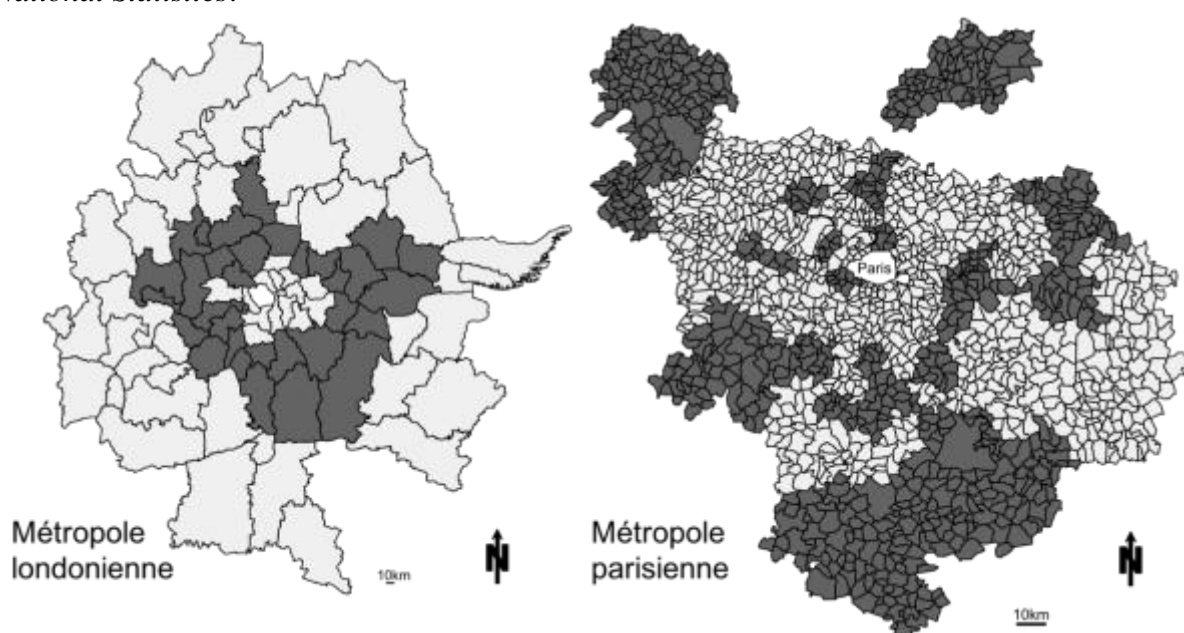 National Statistics.
Paris
Métropole
londonienne
10km
N
Métropole
parisienne
10km
N